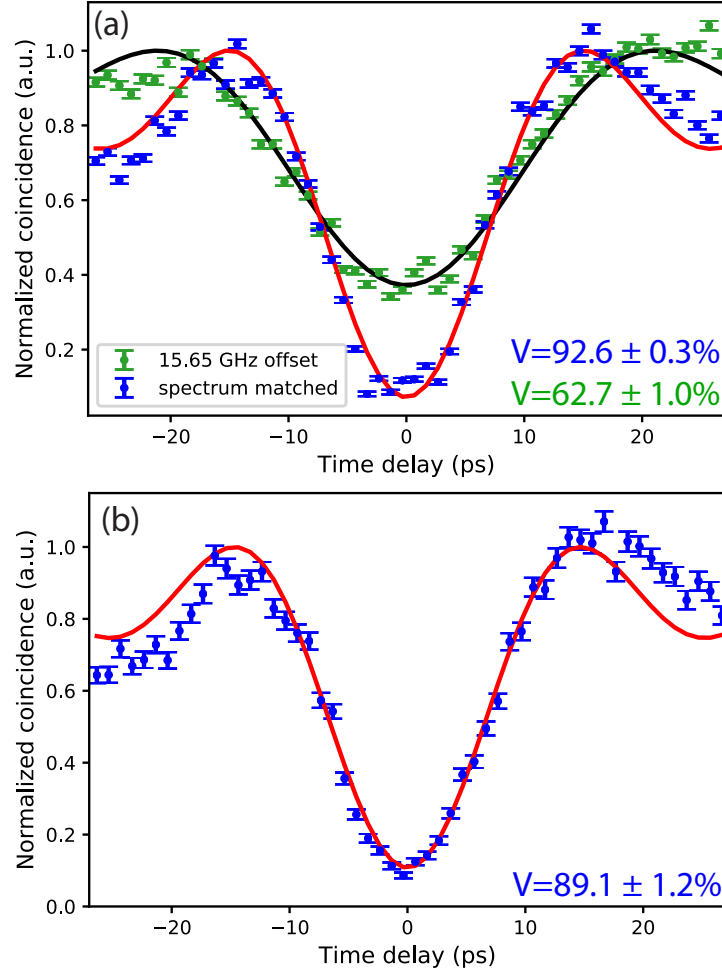 (a)
1.0
0.8
0.6
0.4
0.2
Normalized coincidence (a.u.)
15.65 GHz offset
spectrum matched
V=92.6 ± 0.3%
V=62.7 ± 1.0%
−20 −10 0 10 20
Time delay (ps)
(b)
1.0
0.8
0.6
0.4
0.2
0.0
Normalized coincidence (a.u.)
V=89.1 ± 1.2%
−20 −10 0 10 20
Time delay (ps)